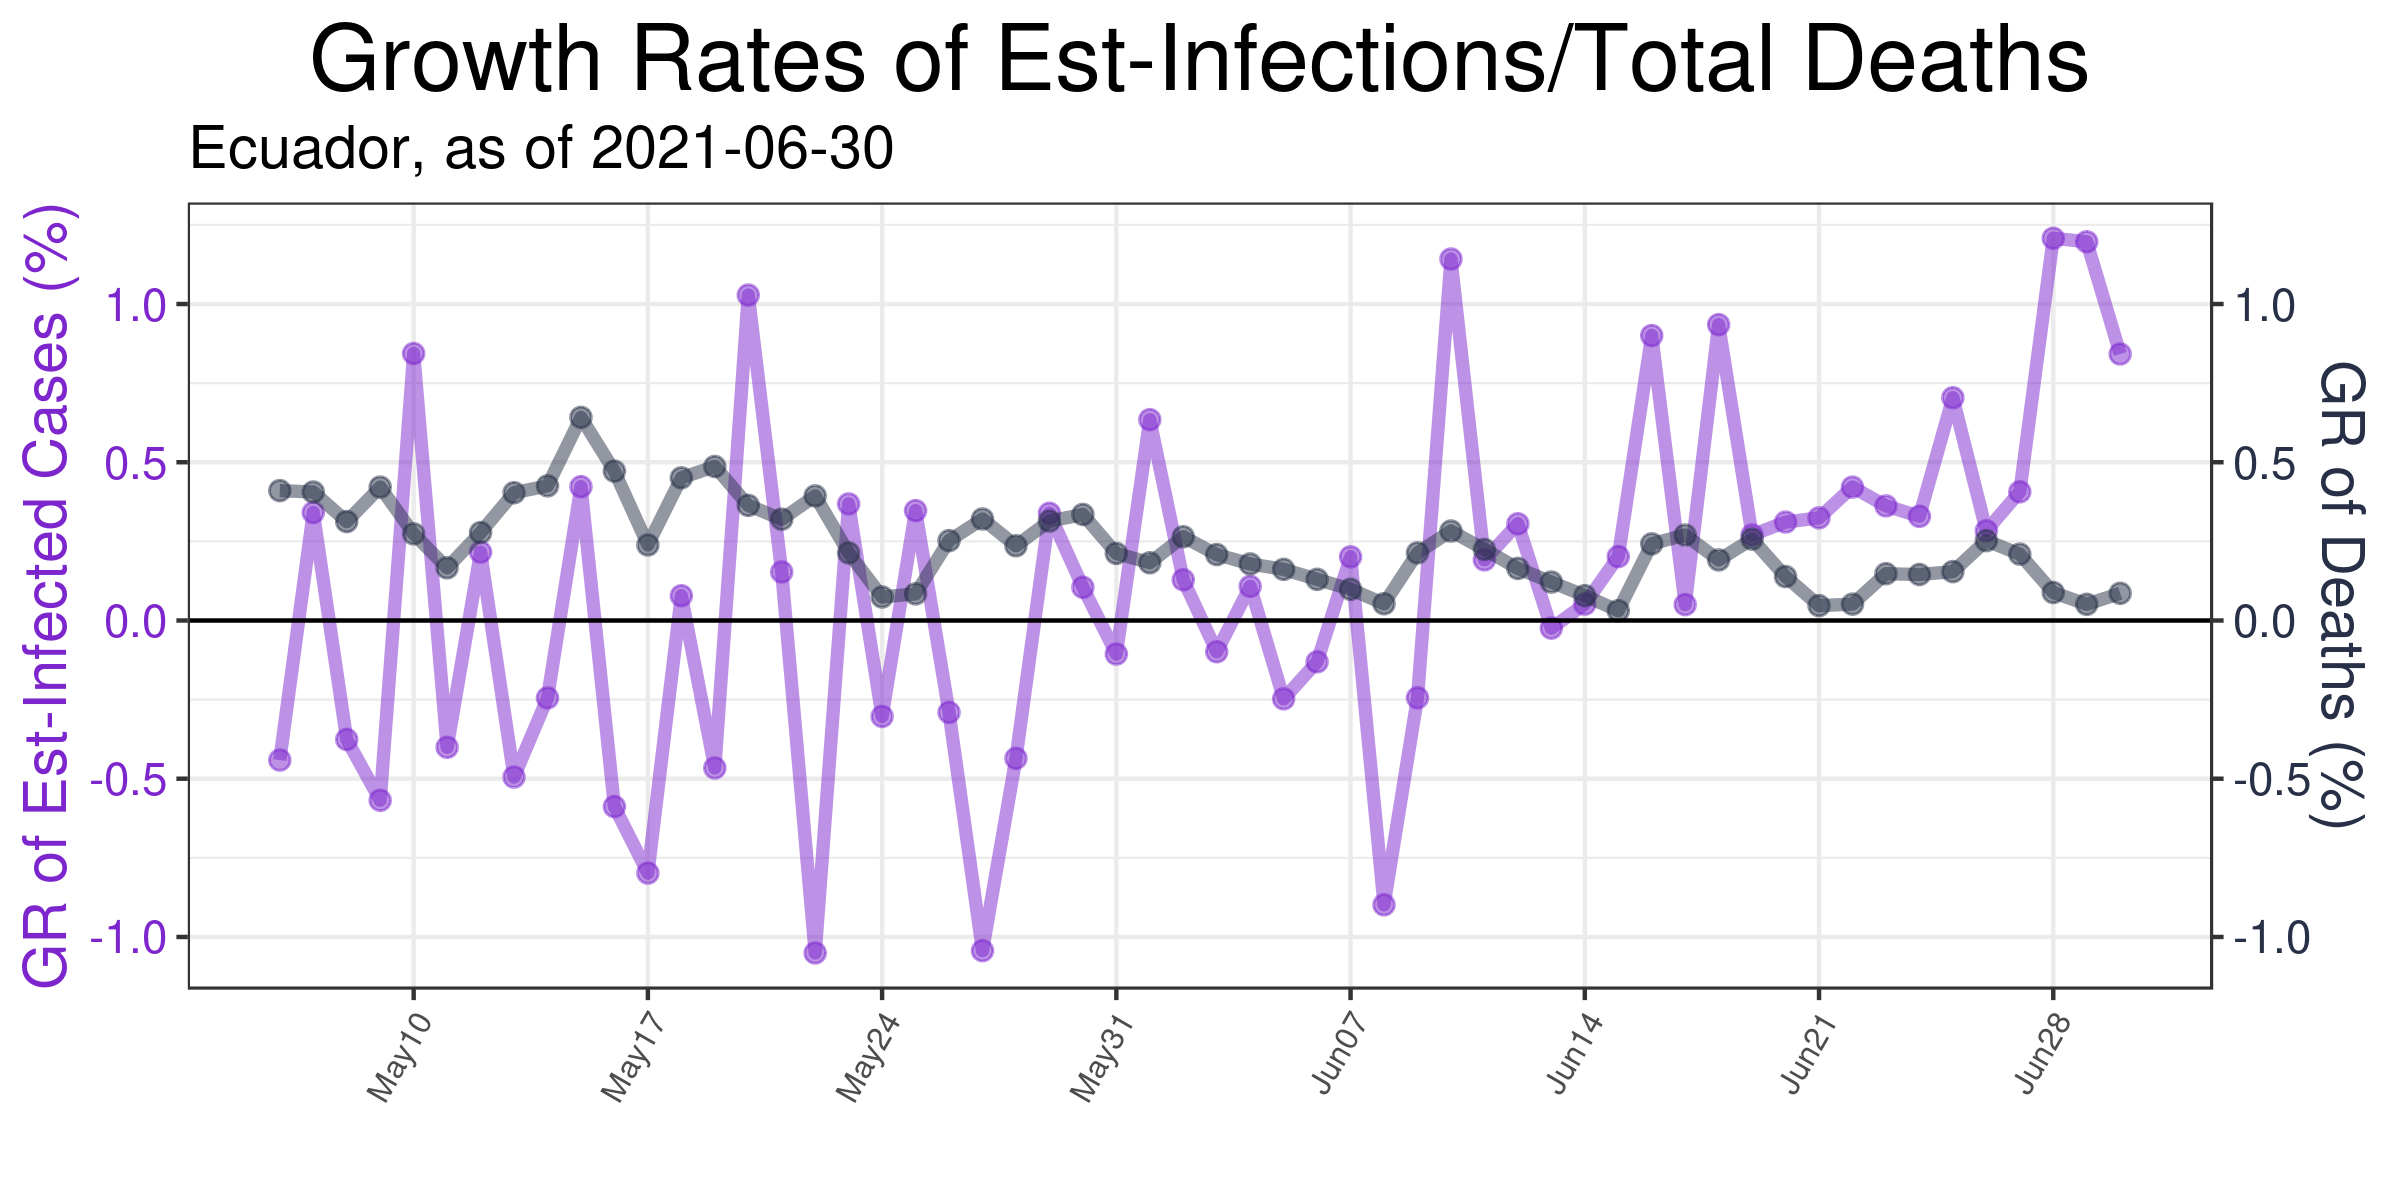 Growth Rates of Est-Infections/Total Deaths
Ecuador, as of 2021-06-30
GR of Est-Infected Cases (%)
1.0
0.5
0.0
-0.5
-1.0
1.0
0.5
0.0
-0.5
-1.0
GR of Deaths (%)
May10
May17
May24
May31
Jun07
Jun14
Jun21
Jun28